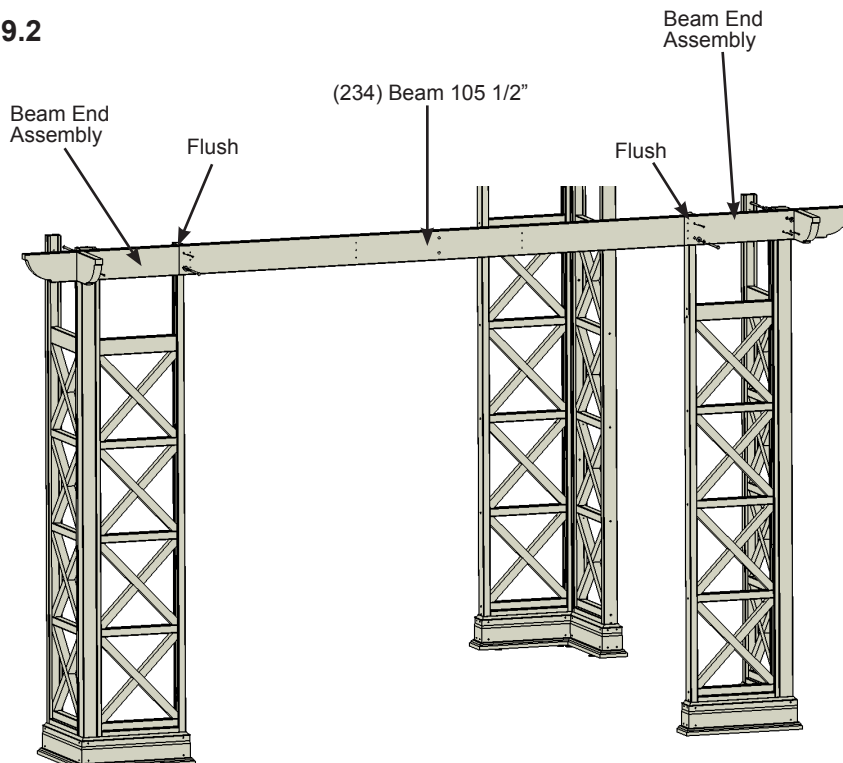 9.2
Beam End
Assembly
(234) Beam 105 1/2”
Beam End
Assembly
Flush
Flush